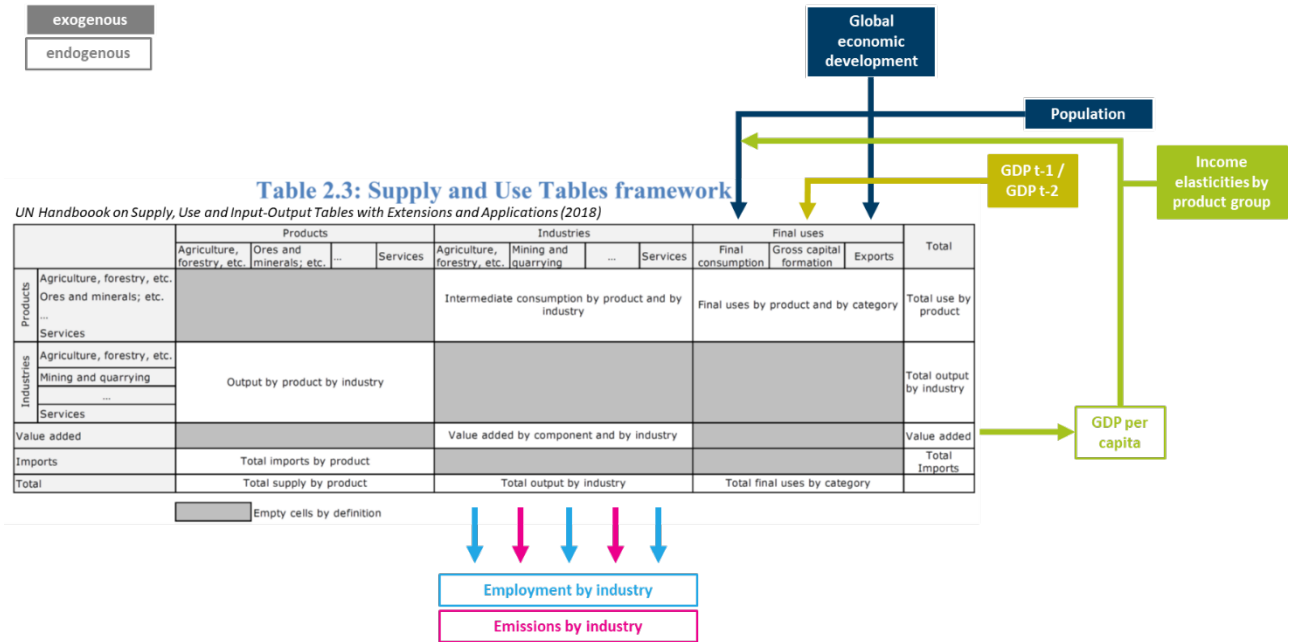 exogenous
endogenous
Global
economic
development
Population
GDP t-1 /
GDP t-2
Income
elasticities by
product group
Table 2.3: Supply and Use Tables framework
UN Handboook on Supply, Use and Input-Output Tables with Extensions and Applications (2018)
Products
Industries
Final uses
Total
Agriculture,
forestry, etc.
Ores and
minerals; etc.
...
Services
Agriculture,
forestry, etc.
Mining and
quarrying
...
Services
Final
consumption
Gross capital
formation
Exports
Products
Agriculture, forestry, etc.
Ores and minerals; etc.
...
Services
Intermediate consumption by product and by
industry
Final uses by product and by category
Total use by
product
Industries
Agriculture, forestry, etc.
Mining and quarrying
...
Services
Output by product by industry
Total output
by industry
Value added
Value added by component and by industry
Value added
Imports
Total imports by product
Total
Imports
Total
Total supply by product
Total output by industry
Total final uses by category
Empty cells by definition
GDP per
capita
Employment by industry
Emissions by industry